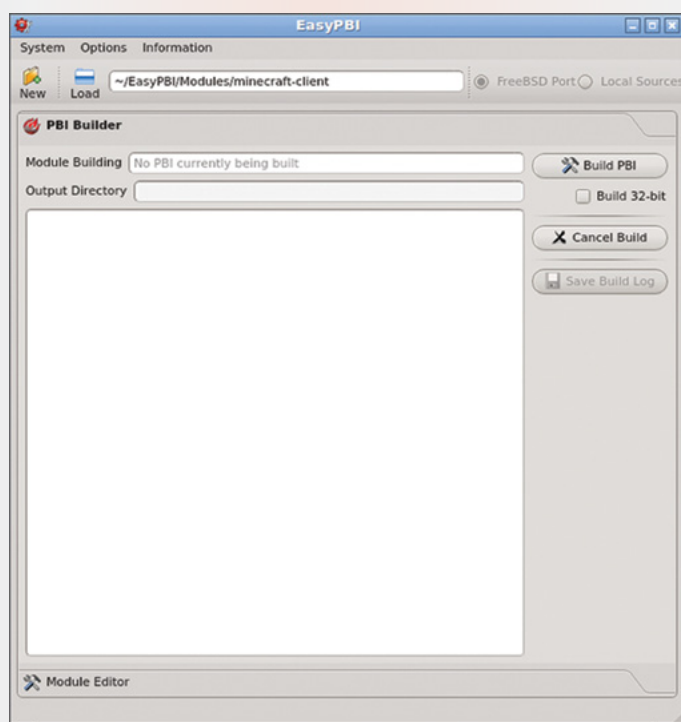 EasyPBI
System Options Information
New Load ~/EasyPBI/Modules/minecraft-client FreeBSD Port Local Sources
PBI Builder
Module Building No PBI currently being built Build PBI
Output Directory Build 32-bit
Cancel Build
Save Build Log
Module Editor